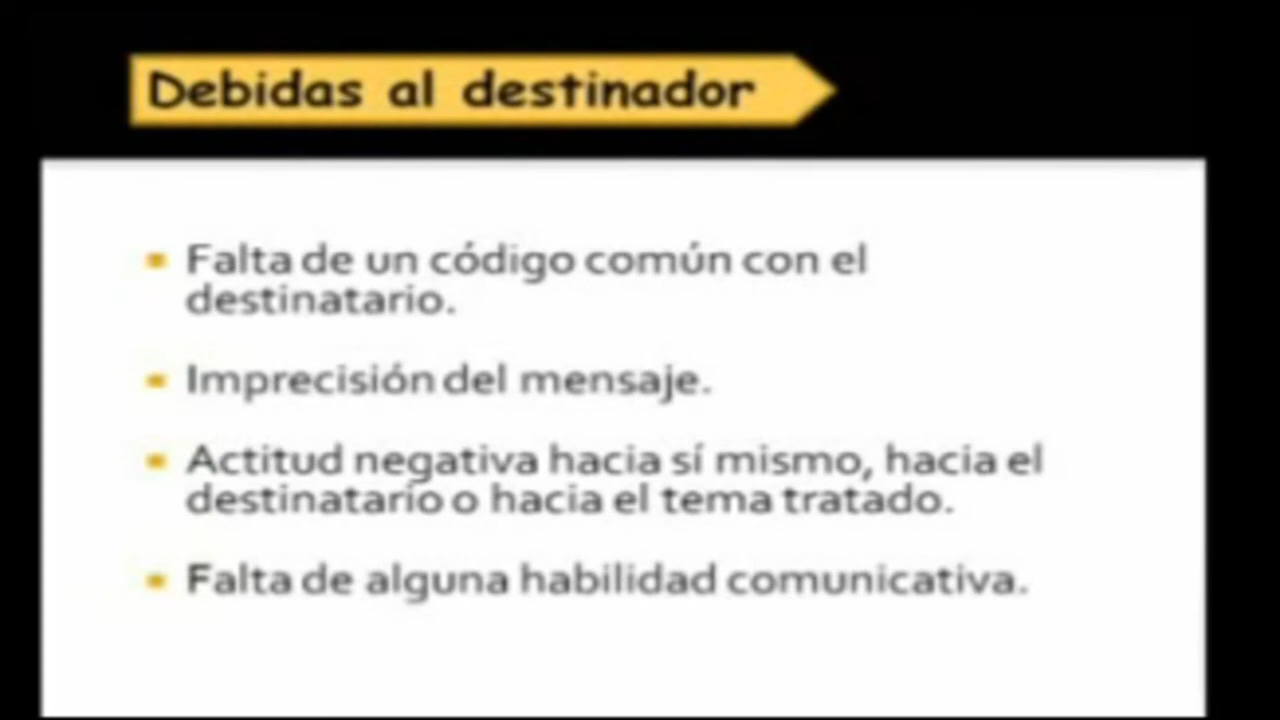 Debidas al destinador
Falta de un código común con el
destinatario.
Imprecisión del mensaje.
Actitud negativa hacia sí mismo, hacia el
destinatario o hacia el tema tratado.
Falta de alguna habilidad comunicativa.